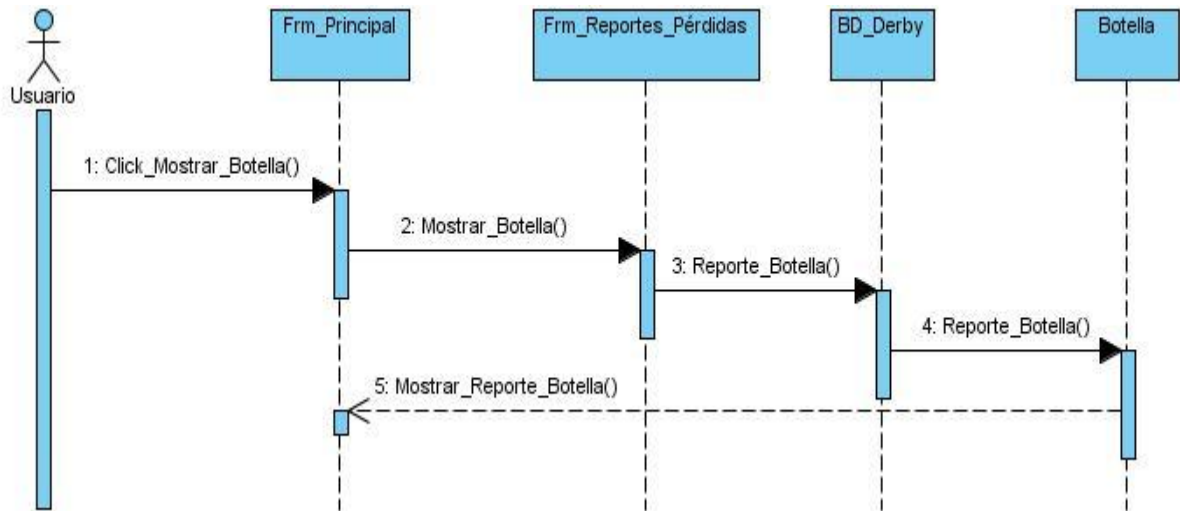 Frm_Principal
Frm_Reportes_Pérdidas
BD_Derby
Botella
Usuario
1: Click_Mostrar_Botella()
2: Mostrar_Botella()
3: Reporte_Botella()
4: Reporte_Botella()
5: Mostrar_Reporte_Botella()